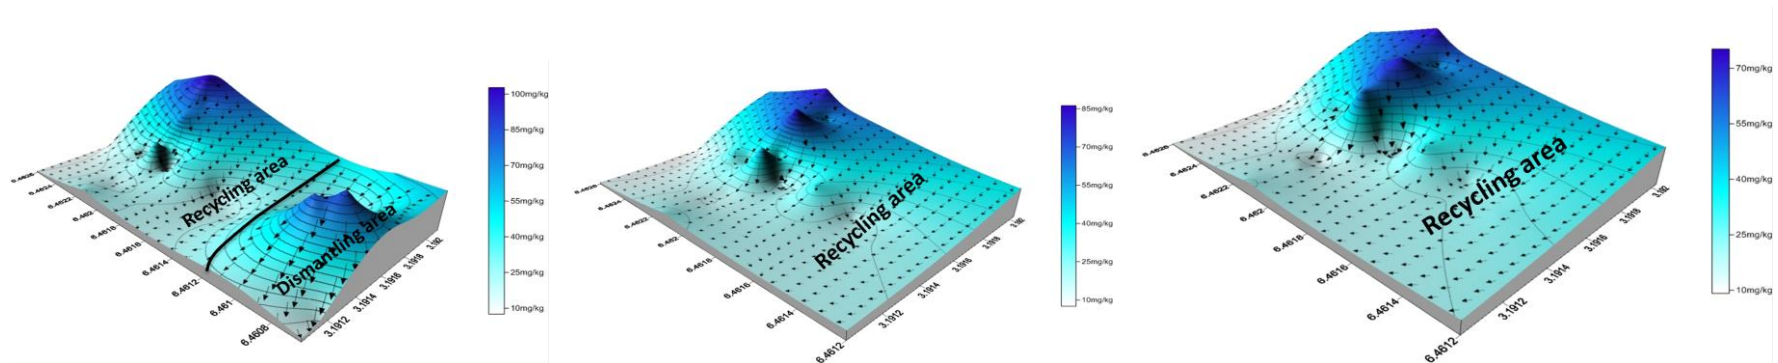 100mg/kg
85mg/kg
70mg/kg
55mg/kg
40mg/kg
25mg/kg
10mg/kg
Recycling area
Dismantling area
6.4626
6.4624
6.4622
6.462
6.4618
6.4616
6.4614
6.4612
6.461
6.4608
3.1912
3.1914
3.1916
3.1918
3.192
85mg/kg
70mg/kg
55mg/kg
40mg/kg
25mg/kg
10mg/kg
Recycling area
6.4626
6.4624
6.4622
6.462
6.4618
6.4616
6.4614
6.4612
3.1912
3.1914
3.1916
3.1918
3.192
70mg/kg
55mg/kg
40mg/kg
25mg/kg
10mg/kg
Recycling area
6.4626
6.4624
6.4622
6.462
6.4618
6.4616
6.4614
6.4612
3.1912
3.1914
3.1916
3.1918
3.192